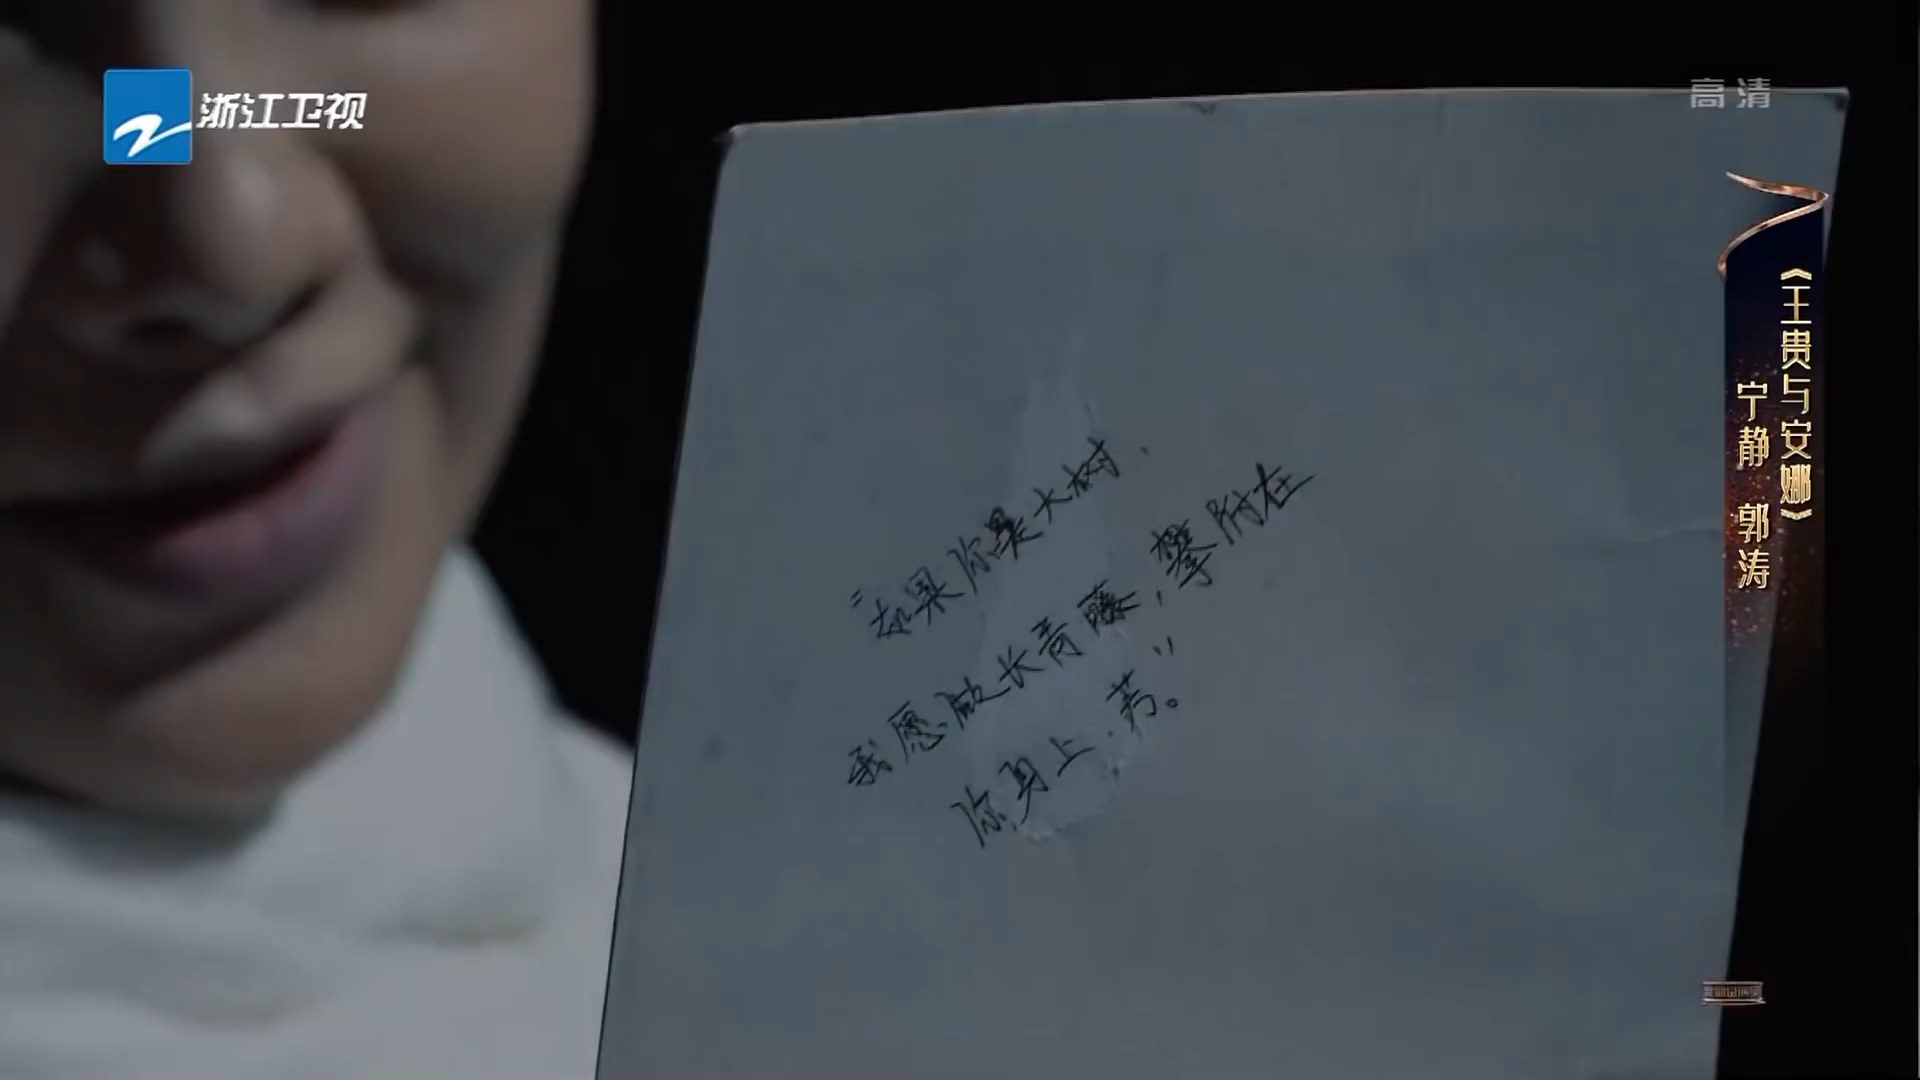 浙江卫视
高清
《王贵与安娜》
宁静 郭涛
"如果你是大树，
我愿做长青藤，攀附在
你身上．芳。"